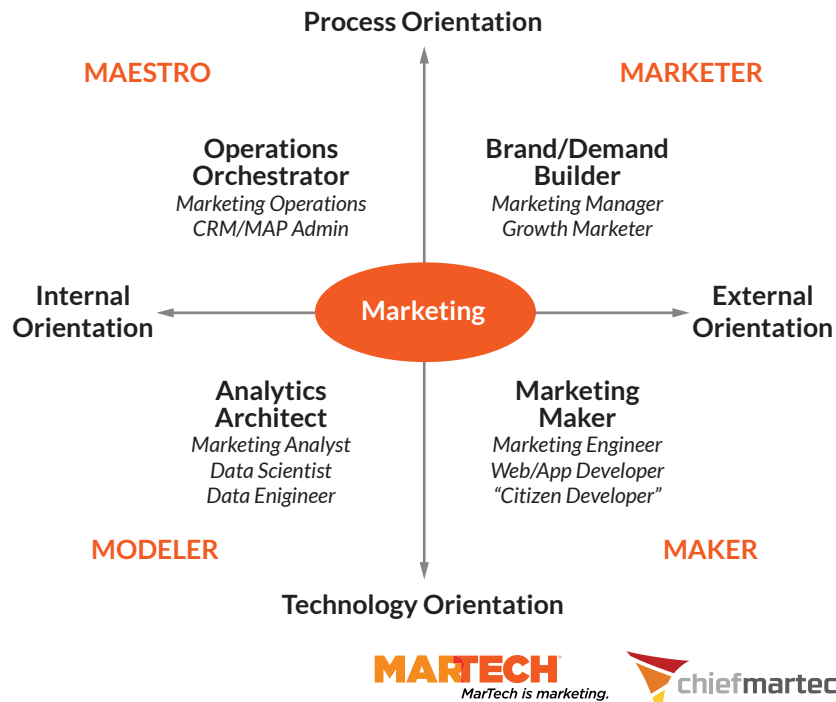 Process Orientation
MAESTRO
MARKETER
Operations
Orchestrator
Marketing Operations
CRM/MAP Admin
Brand/Demand
Builder
Marketing Manager
Growth Marketer
Internal
Orientation
Marketing
External
Orientation
Analytics
Architect
Marketing Analyst
Data Scientist
Data Enigineer
Marketing
Maker
Marketing Engineer
Web/App Developer
“Citizen Developer”
MODELER
MAKER
Technology Orientation
MARTECH®
MarTech is marketing.
chiefmartec